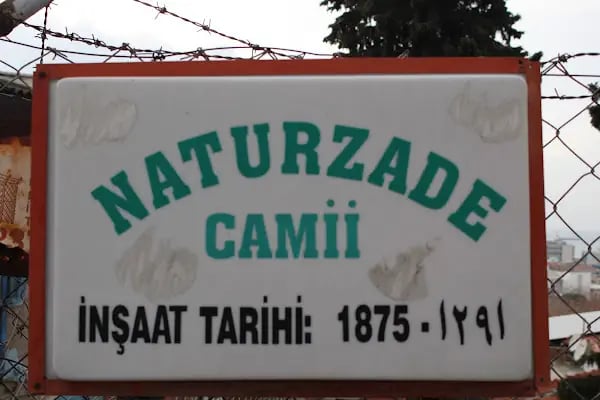 NATURZADE
CAMİİ
İNŞAAT TARİHİ: 1875 - ١٢٩١